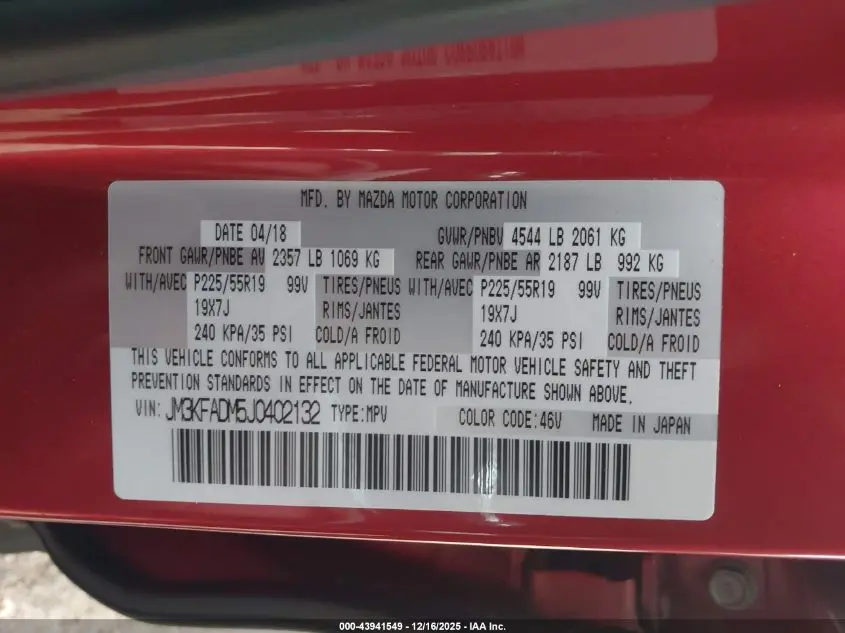 MFD. BY MAZDA MOTOR CORPORATION
DATE 04/18 GVWR/PNBV 4544 LB 2061 KG
FRONT GAWR/PNBE AV 2357 LB 1069 KG REAR GAWR/PNBE AR 2187 LB 992 KG
WITH/AVEC P225/55R19 99V TIRES/PNEUS WITH/AVEC P225/55R19 99V TIRES/PNEUS
19X7J RIMS/JANTES 19X7J RIMS/JANTES
240 KPA/35 PSI COLD/A FROID 240 KPA/35 PSI COLD/A FROID
THIS VEHICLE CONFORMS TO ALL APPLICABLE FEDERAL MOTOR VEHICLE SAFETY AND THEFT
PREVENTION STANDARDS IN EFFECT ON THE DATE OF MANUFACTURE SHOWN ABOVE.
VIN: JM3KFADM5J0402132 TYPE:MPV COLOR CODE:46V MADE IN JAPAN
000-43941549 - 12/16/2025 - IAA Inc.